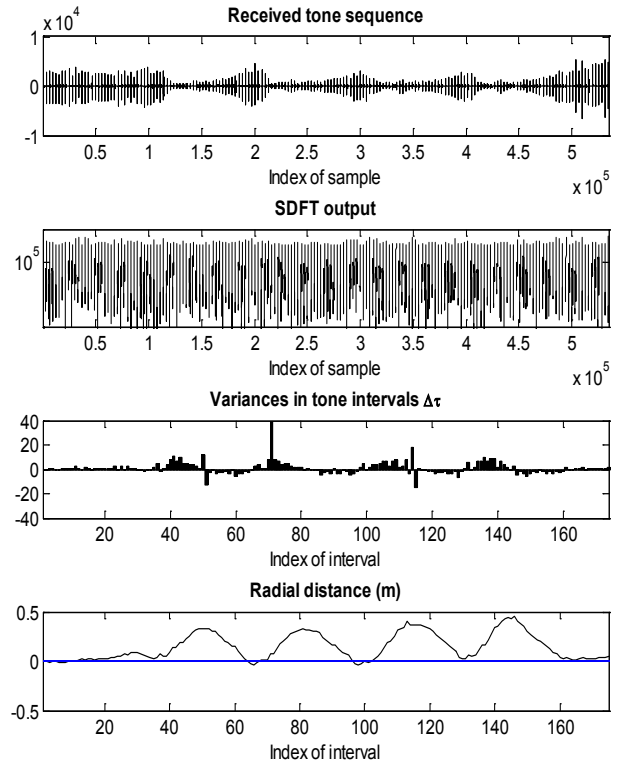 Received tone sequence
x 10^4
1
0
-1
0.5 1 1.5 2 2.5 3 3.5 4 4.5 5
Index of sample
x 10^5
SDFT output
10^5
0.5 1 1.5 2 2.5 3 3.5 4 4.5 5
Index of sample
x 10^5
Variances in tone intervals Δτ
40
20
0
-20
-40
20 40 60 80 100 120 140 160
Index of interval
Radial distance (m)
0.5
0
-0.5
20 40 60 80 100 120 140 160
Index of interval